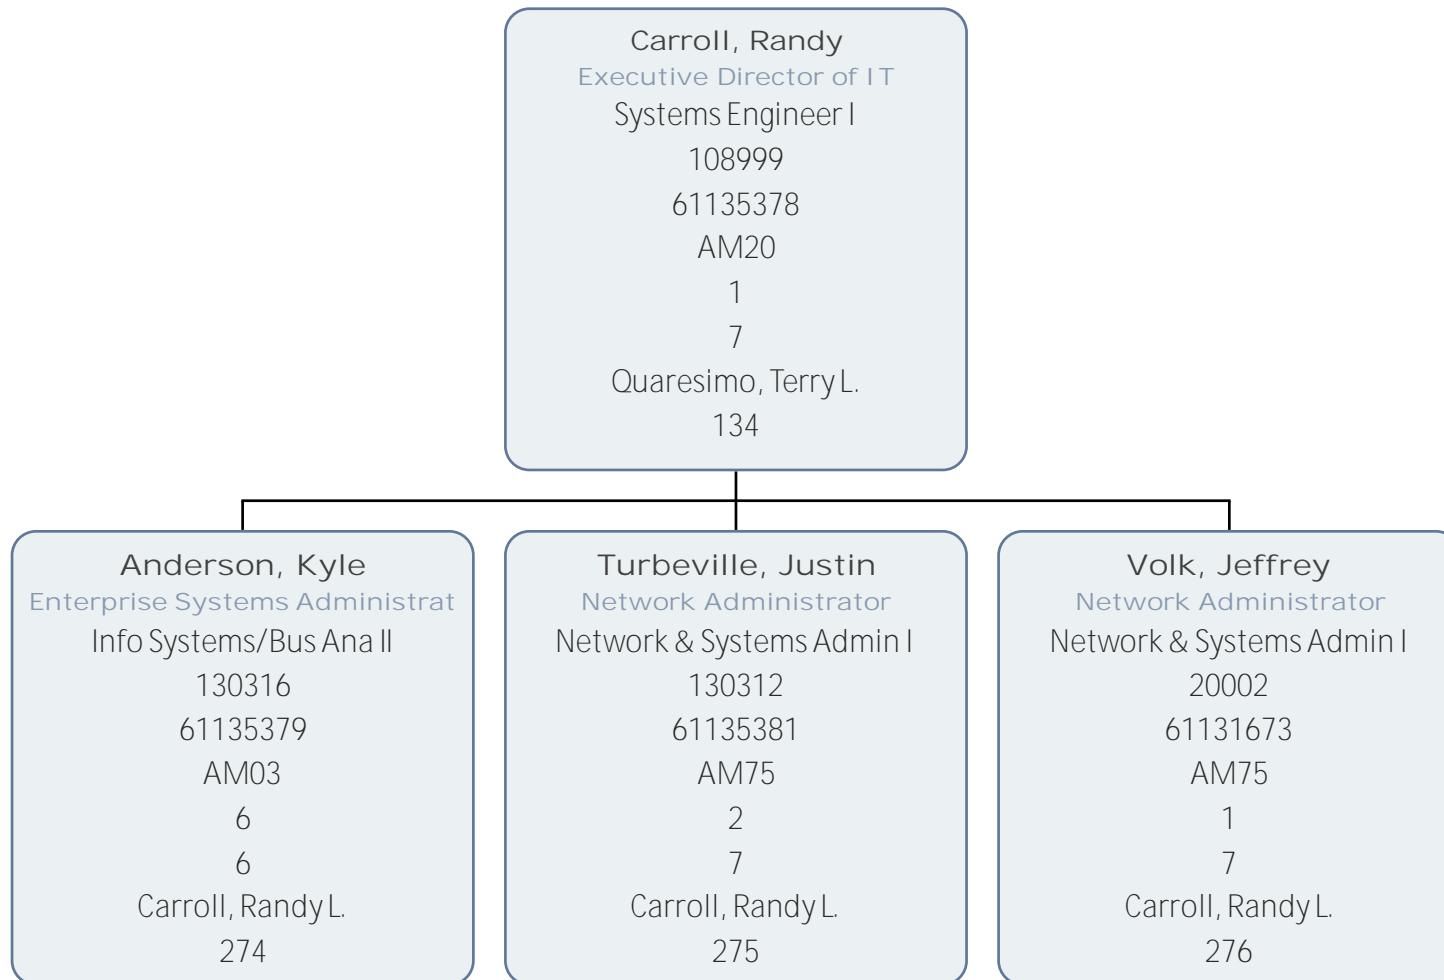 Carroll, Randy
Executive Director of IT
Systems Engineer I
108999
61135378
AM20
1
7
Quaresimo, Terry L.
134
Anderson, Kyle
Enterprise Systems Administrat
Info Systems/Bus Ana II
130316
61135379
AM03
6
6
Carroll, Randy L.
274
Turbeville, Justin
Network Administrator
Network & Systems Admin I
130312
61135381
AM75
2
7
Carroll, Randy L.
275
Volk, Jeffrey
Network Administrator
Network & Systems Admin I
20002
61131673
AM75
1
7
Carroll, Randy L.
276